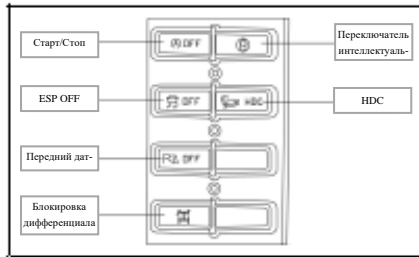 Старт/Стоп
OFF
Переключатель
интеллектуаль-
ESP OFF
OFF
HDC
HDC
Передний дат-
OFF
Блокировка
дифференциала